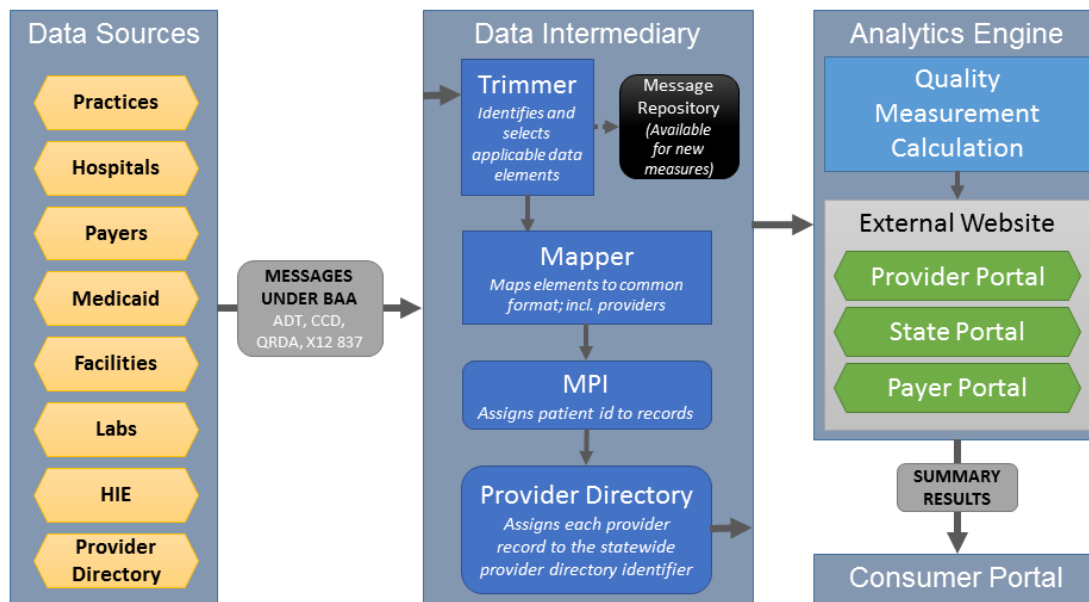 Data Sources
Practices
Hospitals
Payers
Medicaid
Facilities
Labs
HIE
Provider
Directory
MESSAGES
UNDER BAA
ADT, CCD,
QRDA, X12 837
Data Intermediary
Trimmer
Identifies and
selects
applicable data
elements
Message
Repository
(Available
for new
measures)
Mapper
Maps elements to common
format; incl. providers
MPI
Assigns patient id to records
Provider Directory
Assigns each provider
record to the statewide
provider directory identifier
Analytics Engine
Quality
Measurement
Calculation
External Website
Provider Portal
State Portal
Payer Portal
SUMMARY
RESULTS
Consumer Portal